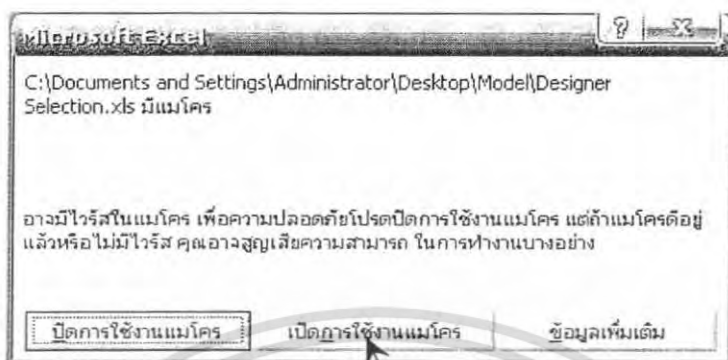 Microsoft Excel
C:\Documents and Settings\Administrator\Desktop\Model\Designer
Selection.xls มีแมโคร
อาจมีไวรัสในแมโคร เพื่อความปลอดภัยโปรดปิดการใช้งานแมโคร แต่ถ้าแมโครดีอยู่
แล้วหรือไม่มีไวรัส คุณอาจสูญเสียความสามารถ ในการทำงานบางอย่าง
ปิดการใช้งานแมโคร เปิดการใช้งานแมโคร ข้อมูลเพิ่มเติม